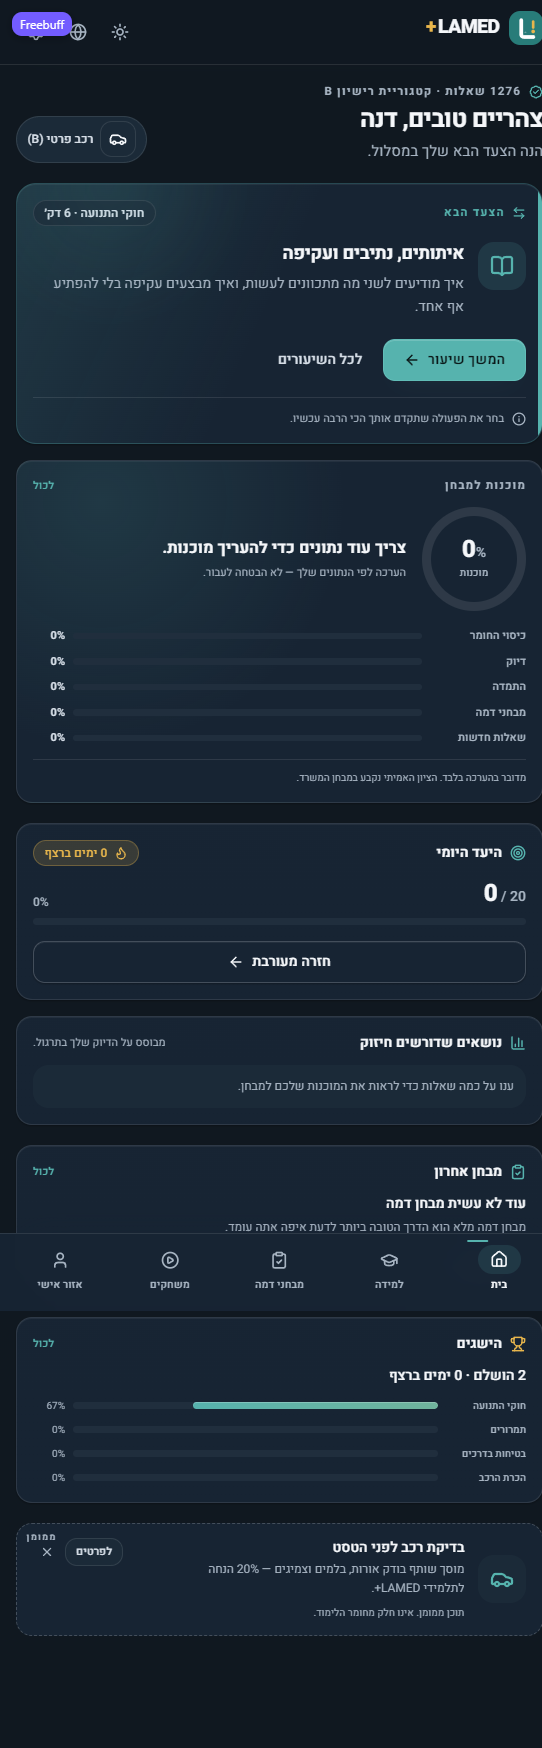 Freebuff
LAMED+
1276 שאלות · קטגוריית רישיון B
צהריים טובים, דנה
הנה הצעד הבא שלך במסלול.
רכב פרטי (B)
הצעד הבא
חוקי התנועה · 6 דק׳
איתותים, נתיבים ועקיפה
איך מודיעים לשני מה מתכוונים לעשות, ואיך מבצעים עקיפה בלי להפתיע
אף אחד.
המשך שיעור
לכל השיעורים
בחר את הפעולה שתקדם אותך הכי הרבה עכשיו.
מוכנות למבחן
לכול
0%
מוכנות
צריך עוד נתונים כדי להעריך מוכנות.
הערכה לפי הנתונים שלך — לא הבטחה לעבור.
כיסוי החומר 0%
דיוק 0%
התמדה 0%
מבחני דמה 0%
שאלות חדשות 0%
מדובר בהערכה בלבד. הציון האמיתי נקבע במבחן המשרד.
היעד היומי
0 ימים ברצף
0 / 20
0%
חזרה מעורבת
נושאים שדורשים חיזוק
מבוסס על הדיוק שלך בתרגול.
ענו על כמה שאלות כדי לראות את המוכנות שלכם למבחן.
מבחן אחרון
לכול
עוד לא עשית מבחן דמה
מבחן דמה מלא הוא הדרך הטובה ביותר לדעת איפה אתה עומד.
בית
למידה
מבחני דמה
משחקים
אזור אישי
הישגים
לכול
2 הושלם · 0 ימים ברצף
חוקי התנועה 67%
תמרורים 0%
בטיחות בדרכים 0%
הכרת הרכב 0%
ממומן
בדיקת רכב לפני הטסט
מוסך שותף בודק אורות, בלמים וצמיגים — 20% הנחה
לתלמידי LAMED+.
תוכן ממומן. אינו חלק מחומר הלימוד.
לפרטים